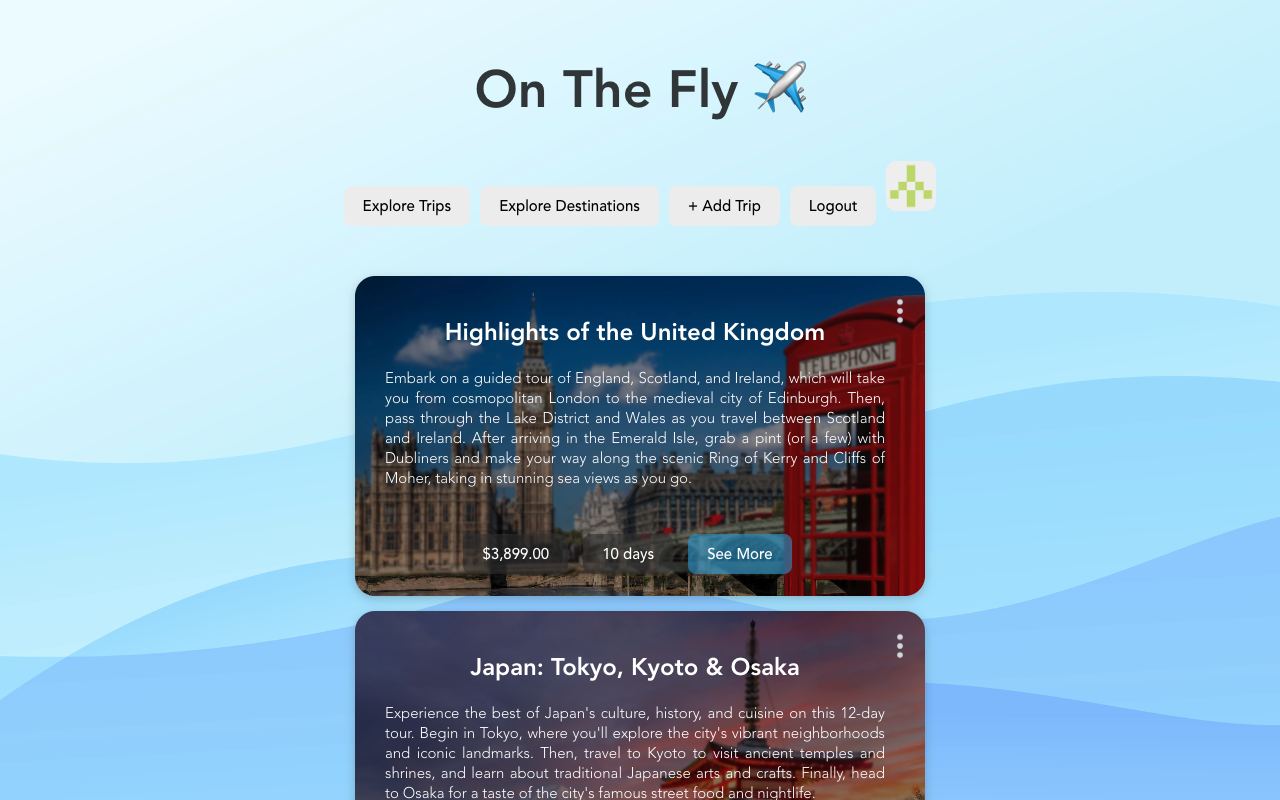 On The Fly ✈️
Explore Trips
Explore Destinations
+ Add Trip
Logout
Highlights of the United Kingdom
TELEPHONE
Embark on a guided tour of England, Scotland, and Ireland, which will take
you from cosmopolitan London to the medieval city of Edinburgh. Then,
pass through the Lake District and Wales as you travel between Scotland
and Ireland. After arriving in the Emerald Isle, grab a pint (or a few) with
Dubliners and make your way along the scenic Ring of Kerry and Cliffs of
Moher, taking in stunning sea views as you go.
$3,899.00
10 days
See More
Japan: Tokyo, Kyoto & Osaka
Experience the best of Japan's culture, history, and cuisine on this 12-day
tour. Begin in Tokyo, where you'll explore the city's vibrant neighborhoods
and iconic landmarks. Then, travel to Kyoto to visit ancient temples and
shrines, and learn about traditional Japanese arts and crafts. Finally, head
to Osaka for a taste of the city's famous street food and nightlife.